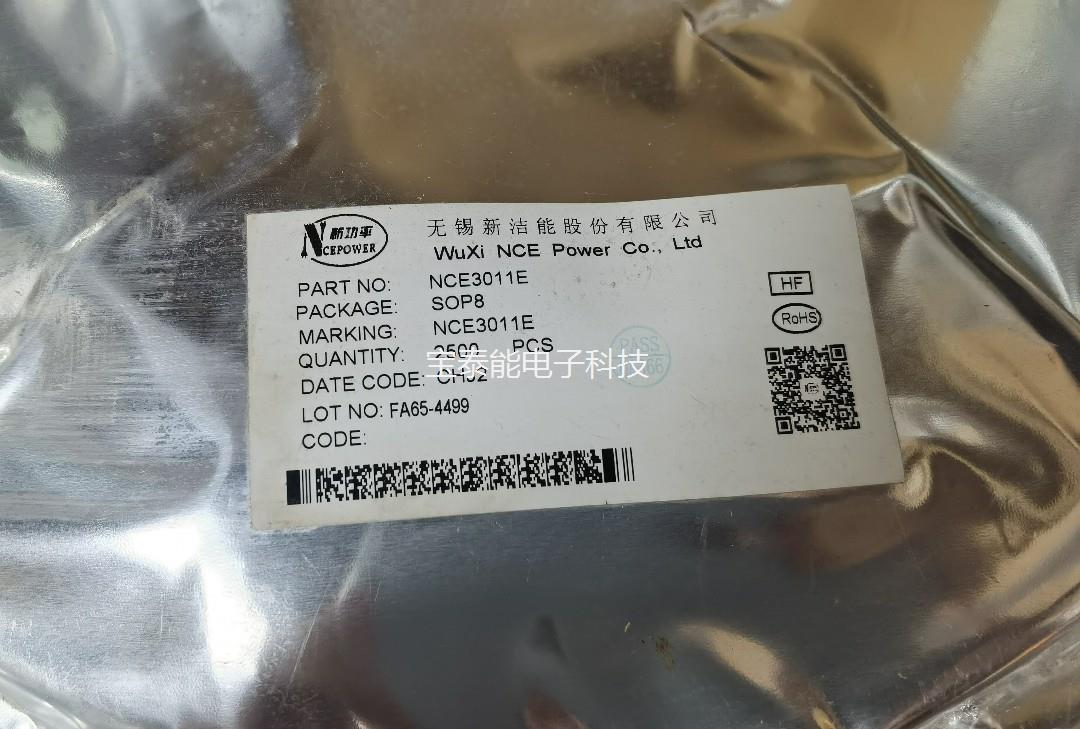 新功率
NCEPOWER
无锡新洁能股份有限公司
WuXi NCE Power Co., Ltd
PART NO: NCE3011E
PACKAGE: SOP8
MARKING: NCE3011E
QUANTITY: 2500 PCS
DATE CODE:
LOT NO: FA65-4499
CODE:
HF
RoHS
PASS
宝泰能电子科技